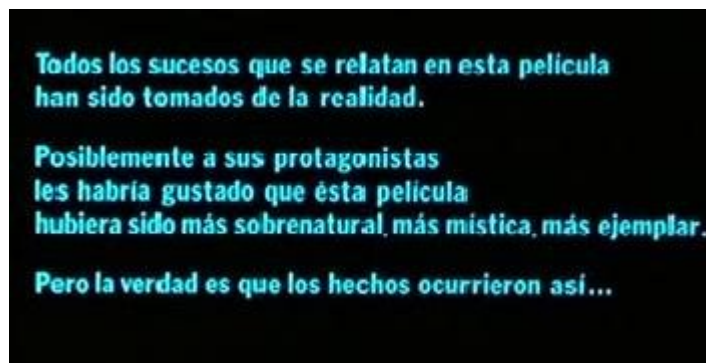 Todos los sucesos que se relatan en esta película
han sido tomados de la realidad.
Posiblemente a sus protagonistas
les habría gustado que ésta película
hubiera sido más sobrenatural, más mística, más ejemplar.
Pero la verdad es que los hechos ocurrieron así...